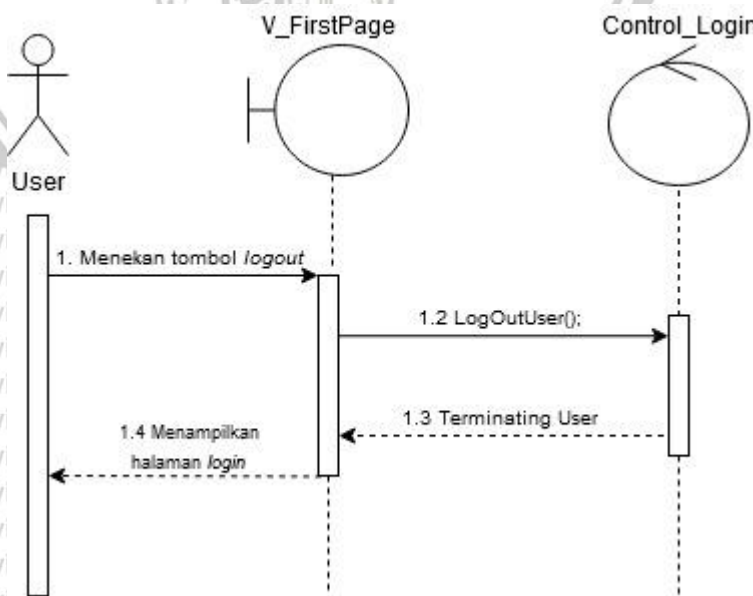 V_FirstPage
Control_Login
User
1. Menekan tombol logout
1.2 LogOutUser();
1.3 Terminating User
1.4 Menampilkan
halaman login